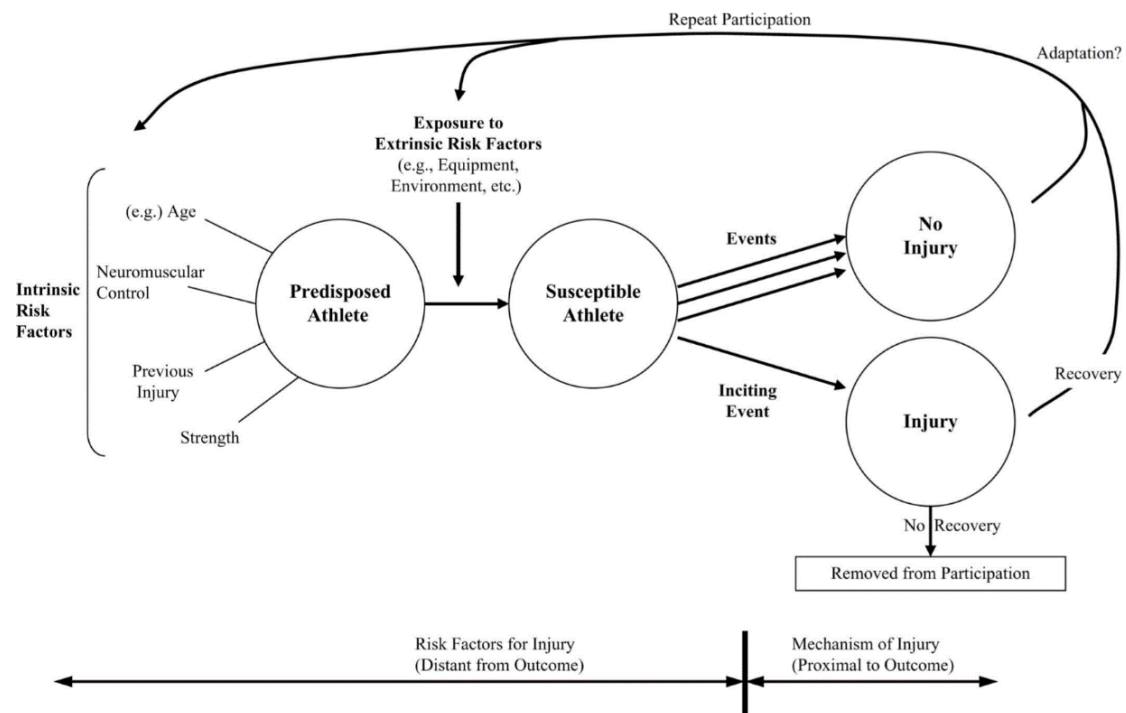 Repeat Participation
Adaptation?
Exposure to
Extrinsic Risk Factors
(e.g., Equipment,
Environment, etc.)
(e.g.) Age
Neuromuscular
Control
Intrinsic
Risk
Factors
Previous
Injury
Strength
Predisposed
Athlete
Susceptible
Athlete
Events
Inciting
Event
No
Injury
Injury
Recovery
No Recovery
Removed from Participation
Risk Factors for Injury
(Distant from Outcome)
Mechanism of Injury
(Proximal to Outcome)